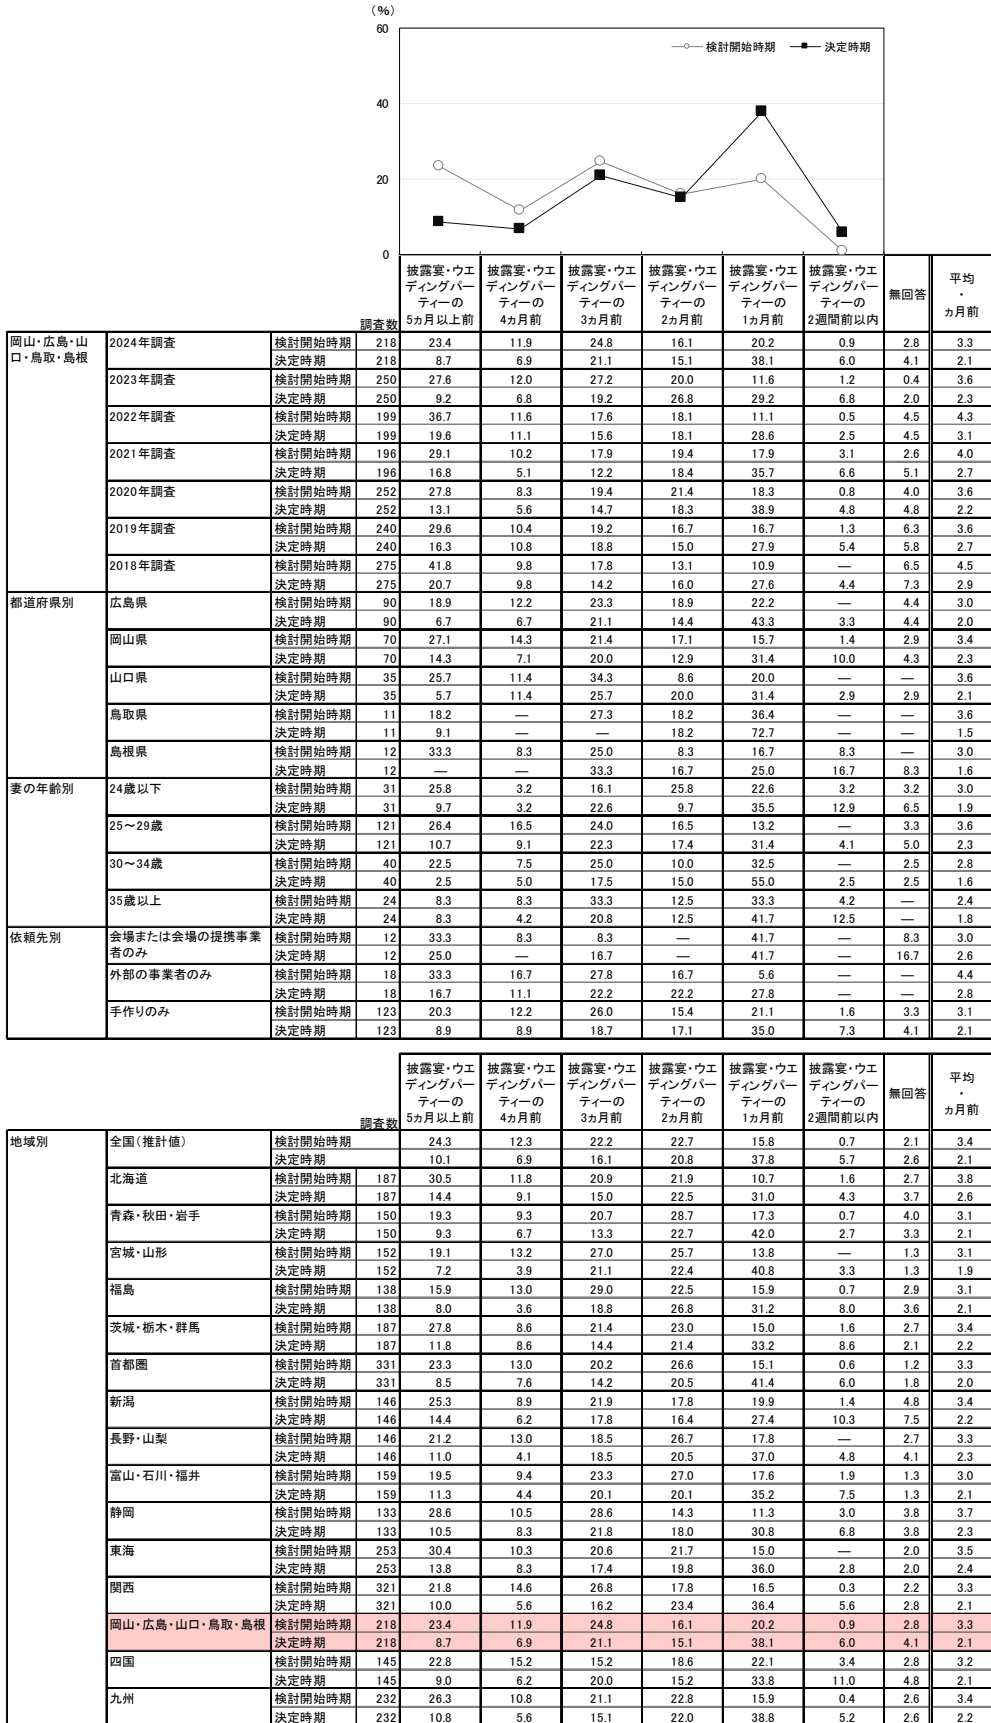 (%)
60
40
20
0
検討開始時期 決定時期
調査数 披露宴・ウエディングパーティーの5ヵ月以上前 披露宴・ウエディングパーティーの4ヵ月前 披露宴・ウエディングパーティーの3ヵ月前 披露宴・ウエディングパーティーの2ヵ月前 披露宴・ウエディングパーティーの1ヵ月前 披露宴・ウエディングパーティーの2週間前以内 無回答 平均・ヵ月前
岡山・広島・山口・鳥取・島根 2024年調査 検討開始時期 218 23.4 11.9 24.8 16.1 20.2 0.9 2.8 3.3
決定時期 218 8.7 6.9 21.1 15.1 38.1 6.0 4.1 2.1
2023年調査 検討開始時期 250 27.6 12.0 27.2 20.0 11.6 1.2 0.4 3.6
決定時期 250 9.2 6.8 19.2 26.8 29.2 6.8 2.0 2.3
2022年調査 検討開始時期 199 36.7 11.6 17.6 18.1 11.1 0.5 4.5 4.3
決定時期 199 19.6 11.1 15.6 18.1 28.6 2.5 4.5 3.1
2021年調査 検討開始時期 196 29.1 10.2 17.9 19.4 17.9 3.1 2.6 4.0
決定時期 196 16.8 5.1 12.2 18.4 35.7 6.6 5.1 2.7
2020年調査 検討開始時期 252 27.8 8.3 19.4 21.4 18.3 0.8 4.0 3.6
決定時期 252 13.1 5.6 14.7 18.3 38.9 4.8 4.8 2.2
2019年調査 検討開始時期 240 29.6 10.4 19.2 16.7 16.7 1.3 6.3 3.6
決定時期 240 16.3 10.8 18.8 15.0 27.9 5.4 5.8 2.7
2018年調査 検討開始時期 275 41.8 9.8 17.8 13.1 10.9 — 6.5 4.5
決定時期 275 20.7 9.8 14.2 16.0 27.6 4.4 7.3 2.9
都道府県別 広島県 検討開始時期 90 18.9 12.2 23.3 18.9 22.2 — 4.4 3.0
決定時期 90 6.7 6.7 21.1 14.4 43.3 3.3 4.4 2.0
岡山県 検討開始時期 70 27.1 14.3 21.4 17.1 15.7 1.4 2.9 3.4
決定時期 70 14.3 7.1 20.0 12.9 31.4 10.0 4.3 2.3
山口県 検討開始時期 35 25.7 11.4 34.3 8.6 20.0 — — 3.6
決定時期 35 5.7 11.4 25.7 20.0 31.4 2.9 2.9 2.1
鳥取県 検討開始時期 11 18.2 — 27.3 18.2 36.4 — — 3.6
決定時期 11 9.1 — — 18.2 72.7 — — 1.5
島根県 検討開始時期 12 33.3 8.3 25.0 8.3 16.7 8.3 — 3.0
決定時期 12 — — 33.3 16.7 25.0 16.7 8.3 1.6
妻の年齢別 24歳以下 検討開始時期 31 25.8 3.2 16.1 25.8 22.6 3.2 3.2 3.0
決定時期 31 9.7 3.2 22.6 9.7 35.5 12.9 6.5 1.9
25～29歳 検討開始時期 121 26.4 16.5 24.0 16.5 13.2 — 3.3 3.6
決定時期 121 10.7 9.1 22.3 17.4 31.4 4.1 5.0 2.3
30～34歳 検討開始時期 40 22.5 7.5 25.0 10.0 32.5 — 2.5 2.8
決定時期 40 2.5 5.0 17.5 15.0 55.0 2.5 2.5 1.6
35歳以上 検討開始時期 24 8.3 8.3 33.3 12.5 33.3 4.2 — 2.4
決定時期 24 8.3 4.2 20.8 12.5 41.7 12.5 — 1.8
依頼先別 会場または会場の提携事業者のみ 検討開始時期 12 33.3 8.3 8.3 — 41.7 — 8.3 3.0
決定時期 12 25.0 — 16.7 — 41.7 — 16.7 2.6
外部の事業者のみ 検討開始時期 18 33.3 16.7 27.8 16.7 5.6 — — 4.4
決定時期 18 16.7 11.1 22.2 22.2 27.8 — — 2.8
手作りのみ 検討開始時期 123 20.3 12.2 26.0 15.4 21.1 1.6 3.3 3.1
決定時期 123 8.9 8.9 18.7 17.1 35.0 7.3 4.1 2.1
調査数 披露宴・ウエディングパーティーの5ヵ月以上前 披露宴・ウエディングパーティーの4ヵ月前 披露宴・ウエディングパーティーの3ヵ月前 披露宴・ウエディングパーティーの2ヵ月前 披露宴・ウエディングパーティーの1ヵ月前 披露宴・ウエディングパーティーの2週間前以内 無回答 平均・ヵ月前
地域別 全国(推計値) 検討開始時期 24.3 12.3 22.2 22.7 15.8 0.7 2.1 3.4
決定時期 10.1 6.9 16.1 20.8 37.8 5.7 2.6 2.1
北海道 検討開始時期 187 30.5 11.8 20.9 21.9 10.7 1.6 2.7 3.8
決定時期 187 14.4 9.1 15.0 22.5 31.0 4.3 3.7 2.6
青森・秋田・岩手 検討開始時期 150 19.3 9.3 20.7 28.7 17.3 0.7 4.0 3.1
決定時期 150 9.3 6.7 13.3 22.7 42.0 2.7 3.3 2.1
宮城・山形 検討開始時期 152 19.1 13.2 27.0 25.7 13.8 — 1.3 3.1
決定時期 152 7.2 3.9 21.1 22.4 40.8 3.3 1.3 1.9
福島 検討開始時期 138 15.9 13.0 29.0 22.5 15.9 0.7 2.9 3.1
決定時期 138 8.0 3.6 18.8 26.8 31.2 8.0 3.6 2.1
茨城・栃木・群馬 検討開始時期 187 27.8 8.6 21.4 23.0 15.0 1.6 2.7 3.4
決定時期 187 11.8 8.6 14.4 21.4 33.2 8.6 2.1 2.2
首都圏 検討開始時期 331 23.3 13.0 20.2 26.6 15.1 0.6 1.2 3.3
決定時期 331 8.5 7.6 14.2 20.5 41.4 6.0 1.8 2.0
新潟 検討開始時期 146 25.3 8.9 21.9 17.8 19.9 1.4 4.8 3.4
決定時期 146 14.4 6.2 17.8 16.4 27.4 10.3 7.5 2.2
長野・山梨 検討開始時期 146 21.2 13.0 18.5 26.7 17.8 — 2.7 3.3
決定時期 146 11.0 4.1 18.5 20.5 37.0 4.8 4.1 2.3
富山・石川・福井 検討開始時期 159 19.5 9.4 23.3 27.0 17.6 1.9 1.3 3.0
決定時期 159 11.3 4.4 20.1 20.1 35.2 7.5 1.3 2.1
静岡 検討開始時期 133 28.6 10.5 28.6 14.3 11.3 3.0 3.8 3.7
決定時期 133 10.5 8.3 21.8 18.0 30.8 6.8 3.8 2.3
東海 検討開始時期 253 30.4 10.3 20.6 21.7 15.0 — 2.0 3.5
決定時期 253 13.8 8.3 17.4 19.8 36.0 2.8 2.0 2.4
関西 検討開始時期 321 21.8 14.6 26.8 17.8 16.5 0.3 2.2 3.3
決定時期 321 10.0 5.6 16.2 23.4 36.4 5.6 2.8 2.1
岡山・広島・山口・鳥取・島根 検討開始時期 218 23.4 11.9 24.8 16.1 20.2 0.9 2.8 3.3
決定時期 218 8.7 6.9 21.1 15.1 38.1 6.0 4.1 2.1
四国 検討開始時期 145 22.8 15.2 15.2 18.6 22.1 3.4 2.8 3.2
決定時期 145 9.0 6.2 20.0 15.2 33.8 11.0 4.8 2.1
九州 検討開始時期 232 26.3 10.8 21.1 22.8 15.9 0.4 2.6 3.4
決定時期 232 10.8 5.6 15.1 22.0 38.8 5.2 2.6 2.2